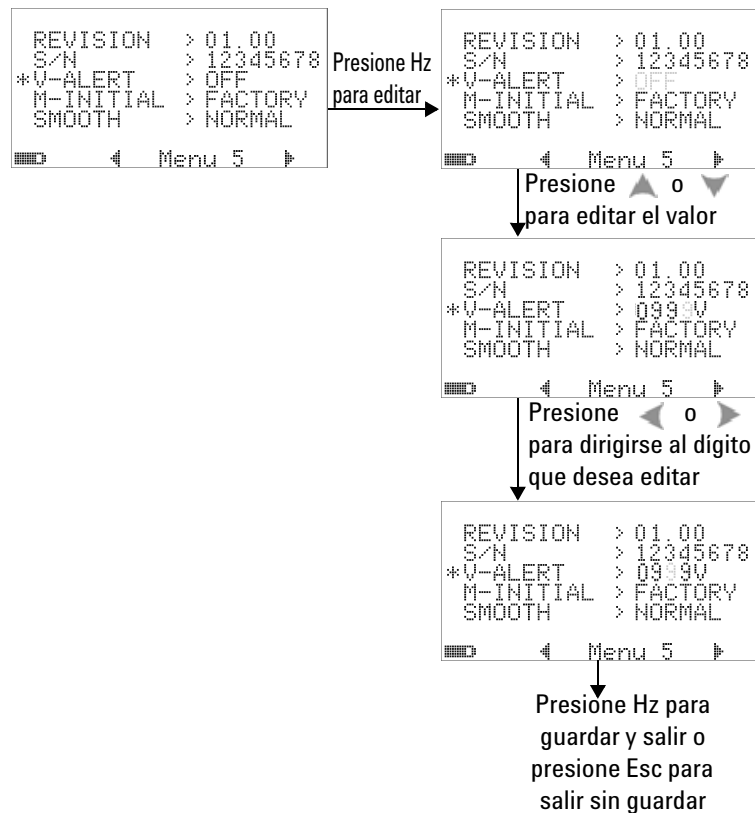 REVISION > 01.00
S/N > 12345678
*V-ALERT > OFF
M-INITIAL > FACTORY
SMOOTH > NORMAL
Menu 5
Presione Hz
para editar
REVISION > 01.00
S/N > 12345678
*V-ALERT > OFF
M-INITIAL > FACTORY
SMOOTH > NORMAL
Menu 5
Presione o
para editar el valor
REVISION > 01.00
S/N > 12345678
*V-ALERT > 0999V
M-INITIAL > FACTORY
SMOOTH > NORMAL
Menu 5
Presione o
para dirigirse al dígito
que desea editar
REVISION > 01.00
S/N > 12345678
*V-ALERT > 0999V
M-INITIAL > FACTORY
SMOOTH > NORMAL
Menu 5
Presione Hz para
guardar y salir o
presione Esc para
salir sin guardar